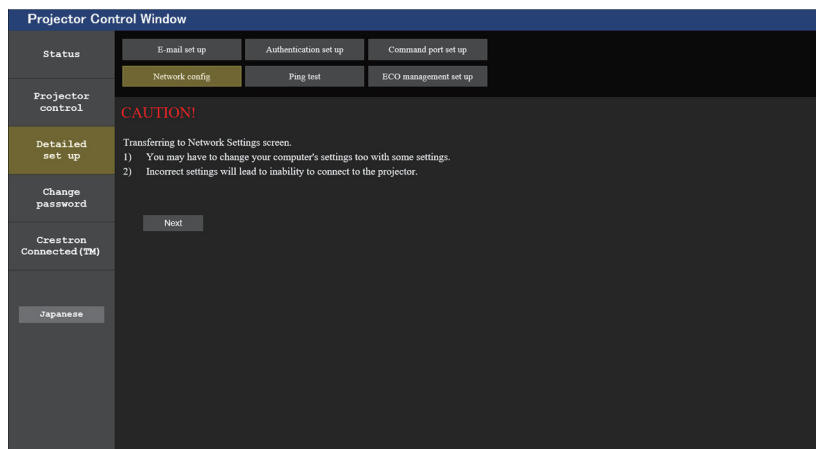 Projector Control Window
Status
Projector
control
Detailed
set up
Change
password
Crestron
Connected(TM)
Japanese
E-mail set up
Authentication set up
Command port set up
Network config
Ping test
ECO management set up
CAUTION!
Transferring to Network Settings screen.
1) You may have to change your computer's settings too with some settings.
2) Incorrect settings will lead to inability to connect to the projector.
Next